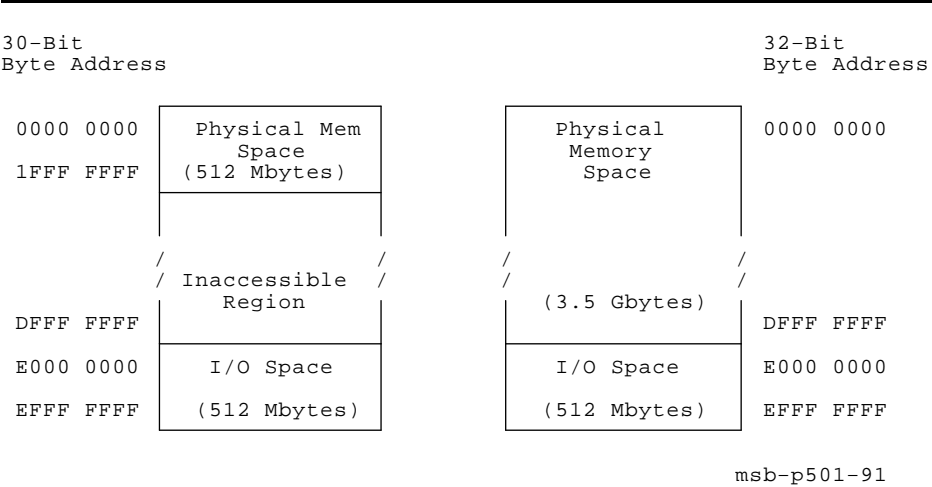 30-Bit 32-Bit
Byte Address Byte Address
0000 0000 Physical Mem Physical 0000 0000
Space Memory
1FFF FFFF (512 Mbytes) Space
/ / / /
/ Inaccessible / / /
Region (3.5 Gbytes)
DFFF FFFF DFFF FFFF
E000 0000 I/O Space I/O Space E000 0000
EFFF FFFF (512 Mbytes) (512 Mbytes) EFFF FFFF
msb-p501-91